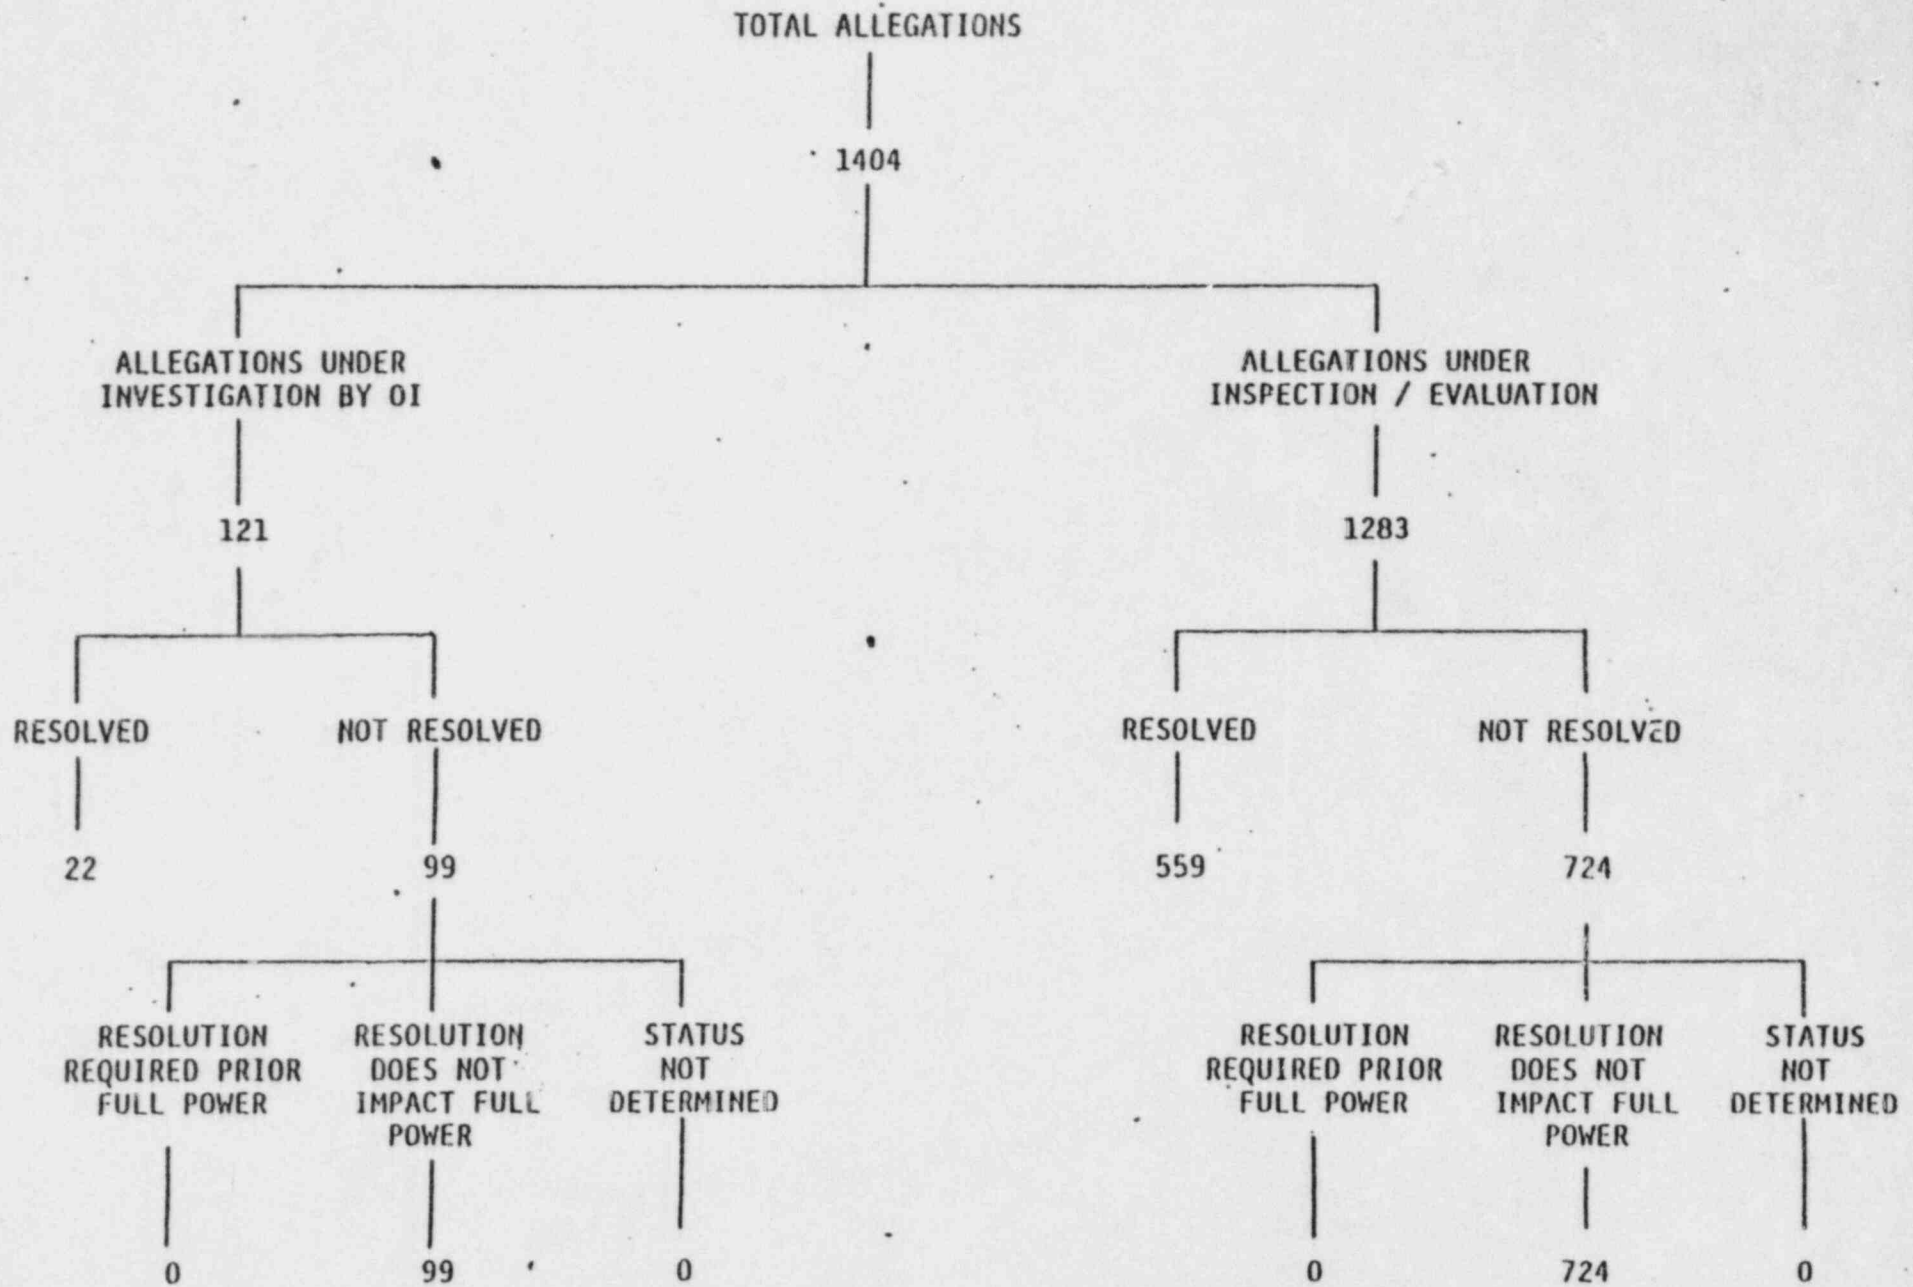 TOTAL ALLEGATIONS
1404
ALLEGATIONS UNDER
INVESTIGATION BY OI
ALLEGATIONS UNDER
INSPECTION / EVALUATION
121
1283
RESOLVED
NOT RESOLVED
RESOLVED
NOT RESOLVED
22
99
559
724
RESOLUTION
REQUIRED PRIOR
FULL POWER
RESOLUTION
DOES NOT
IMPACT FULL
POWER
STATUS
NOT
DETERMINED
RESOLUTION
REQUIRED PRIOR
FULL POWER
RESOLUTION
DOES NOT
IMPACT FULL
POWER
STATUS
NOT
DETERMINED
0
99
0
0
724
0